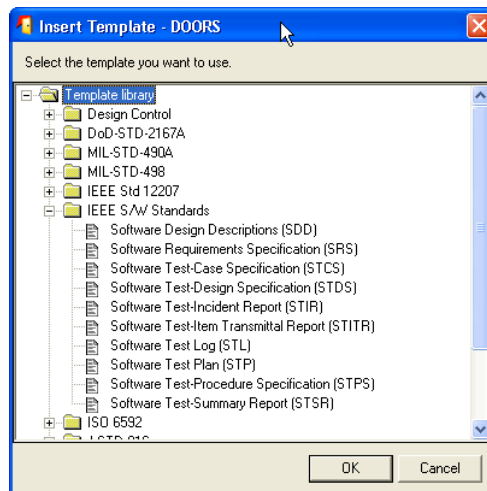 Insert Template - DOORS
Select the template you want to use.
Template library
Design Control
DoD-STD-2167A
MIL-STD-490A
MIL-STD-498
IEEE Std 12207
IEEE S/W Standards
Software Design Descriptions (SDD)
Software Requirements Specification (SRS)
Software Test-Case Specification (STCS)
Software Test-Design Specification (STDS)
Software Test-Incident Report (STIR)
Software Test-Item Transmittal Report (STITR)
Software Test Log (STL)
Software Test Plan (STP)
Software Test-Procedure Specification (STPS)
Software Test-Summary Report (STSR)
ISO 6592
OK Cancel